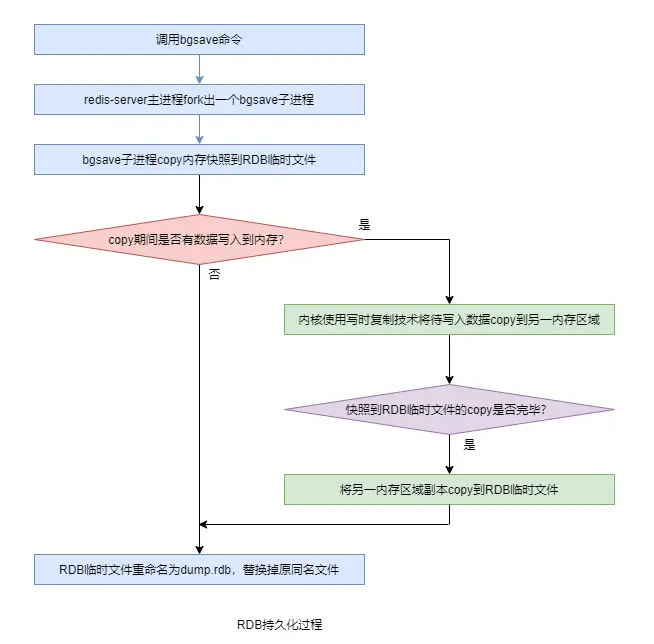 调用bgsave命令
redis-server主进程fork出一个bgsave子进程
bgsave子进程copy内存快照到RDB临时文件
copy期间是否有数据写入到内存?
是
否
内核使用写时复制技术将待写入数据copy到另一内存区域
快照到RDB临时文件的copy是否完毕?
是
将另一内存区域副本copy到RDB临时文件
RDB临时文件重命名为dump.rdb，替换掉原同名文件
RDB持久化过程